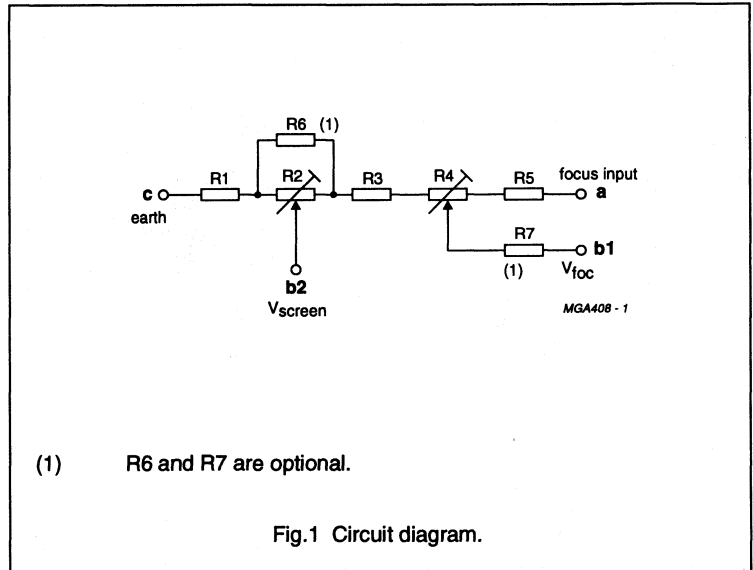 R6 (1)
R1 R2 R3 R4 R5 focus input
c a
earth
R7 b1
(1) Vfoc
b2
Vscreen
MGA408 - 1
(1) R6 and R7 are optional.
Fig.1 Circuit diagram.